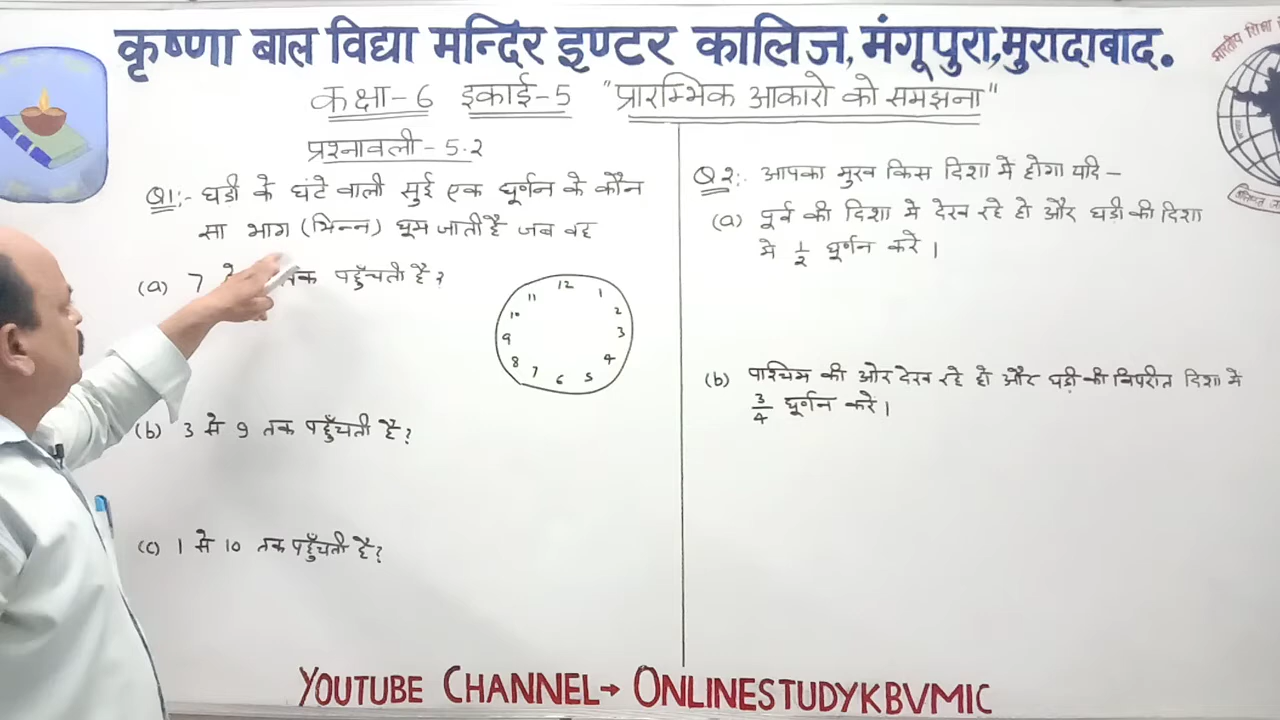 कृष्णा बाल विद्या मन्दिर इण्टर कालिज, मंगूपुरा, मुरादाबाद.
कक्षा-6 इकाई-5 "प्रारम्भिक आकारो को समझना"
प्रश्नावली-5.2
Q1:- घडी के घंटे वाली सुई एक घूर्णन के कौन
सा भाग (भिन्न) घूम जाती है जब वह
(a) 7 तक पहुँचती है?
12
11 1
10 2
9 3
8 4
7 6 5
(b) 3 से 9 तक पहुँचती है?
(c) 1 से 10 तक पहुँचती है?
Q2:- आपका मुख किस दिशा में होगा यदि-
(a) पूर्व की दिशा मे देख रहे हो और घड़ी की दिशा
मे 1/2 घूर्णन करे।
(b) पश्चिम की ओर देख रहे हो और घड़ी की विपरीत दिशा मे
3/4 घूर्णन करें।
YOUTUBE CHANNEL→ ONLINESTUDYKBVMIC
भारतीय शिक्षा